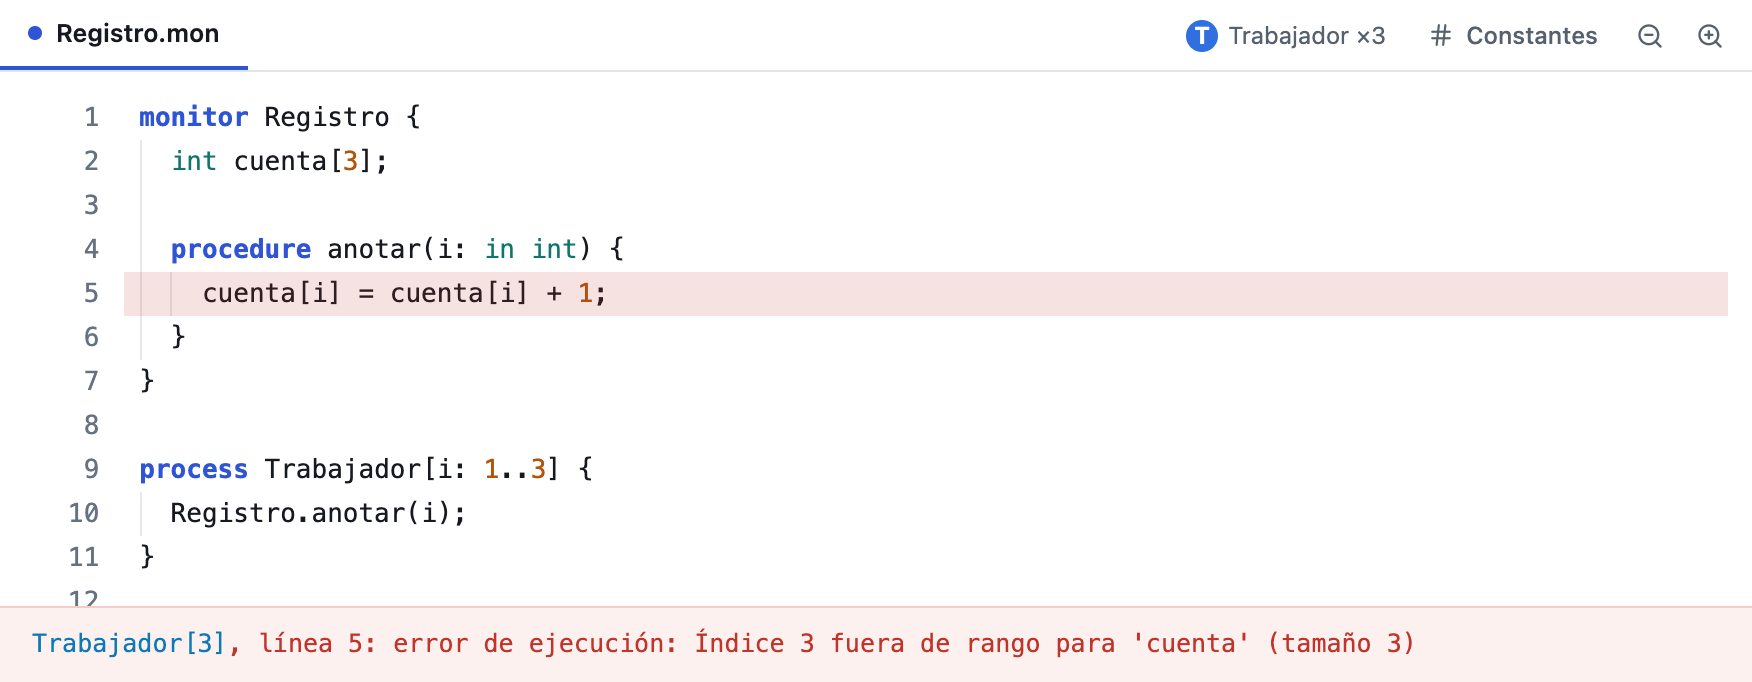 Registro.mon
T Trabajador ×3 # Constantes
1 monitor Registro {
2 int cuenta[3];
3
4 procedure anotar(i: in int) {
5 cuenta[i] = cuenta[i] + 1;
6 }
7 }
8
9 process Trabajador[i: 1..3] {
10 Registro.anotar(i);
11 }
12
Trabajador[3], línea 5: error de ejecución: Índice 3 fuera de rango para 'cuenta' (tamaño 3)